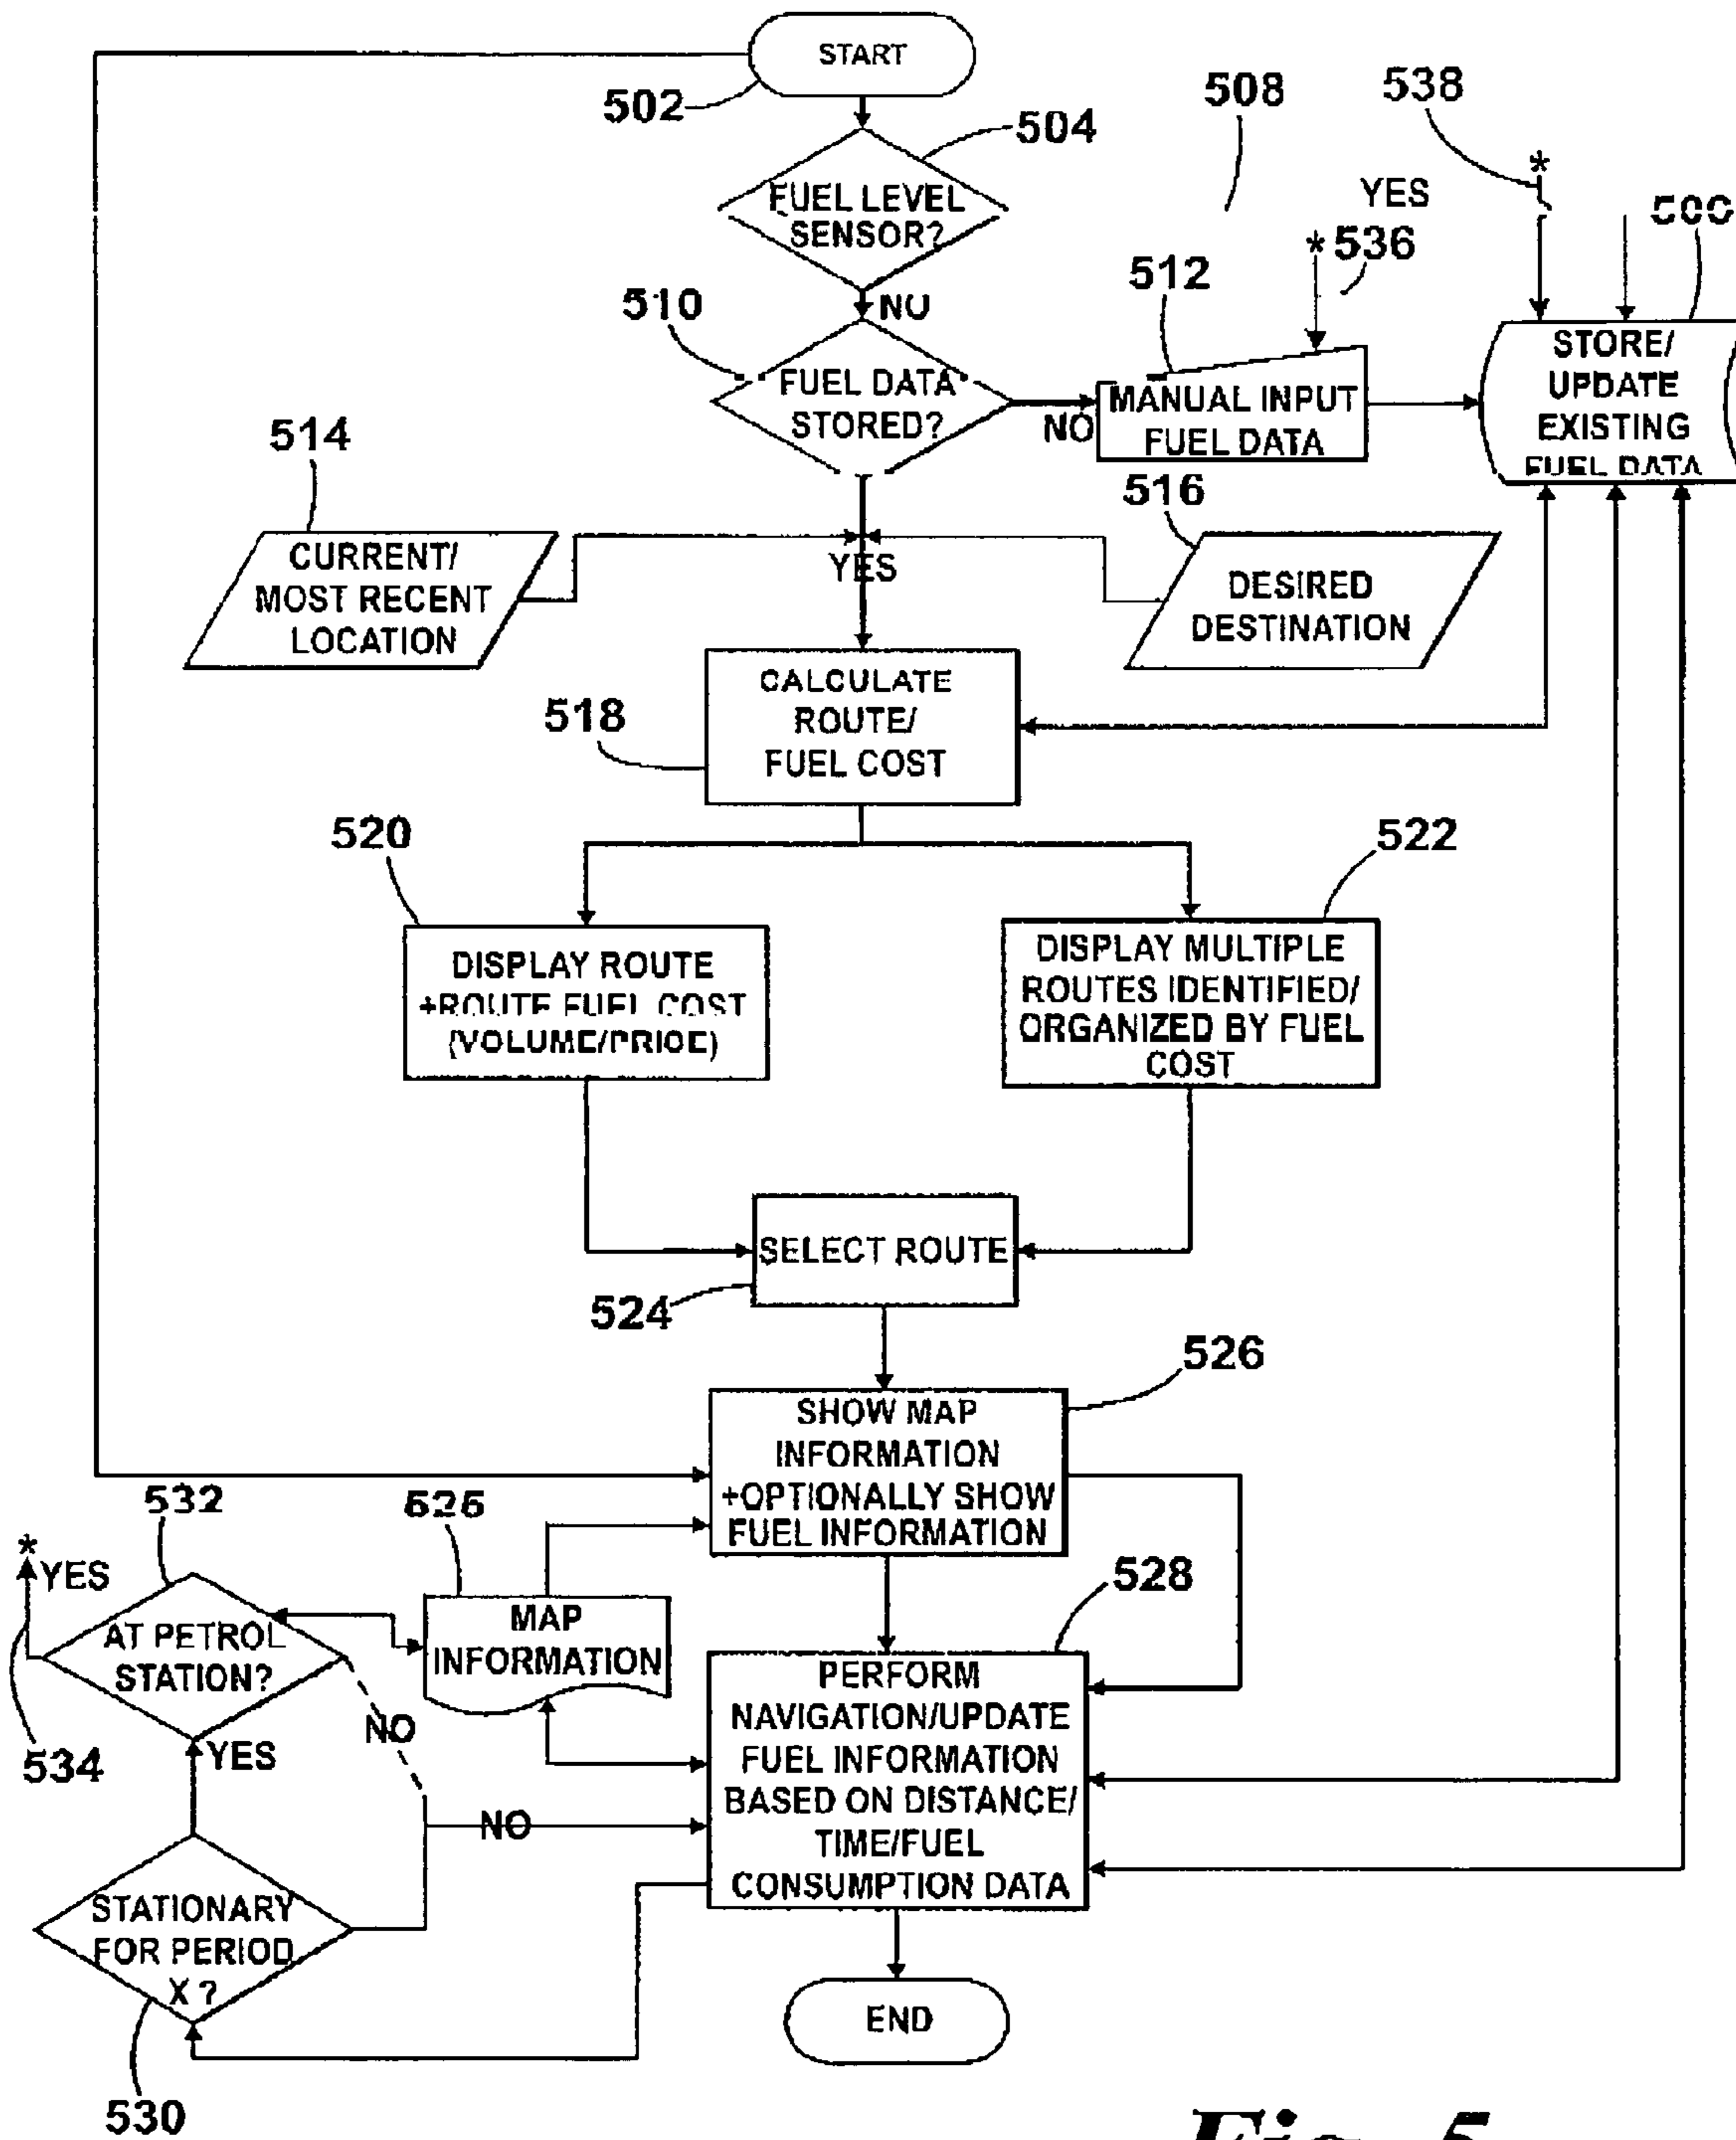 START
502
504
508
538
*
FUEL LEVEL
SENSOR?
YES
* 536
510
NO
512
FUEL DATA
STORED?
NO
MANUAL INPUT
FUEL DATA
STORE/
UPDATE
EXISTING
FUEL DATA
514
516
CURRENT/
MOST RECENT
LOCATION
YES
DESIRED
DESTINATION
518
CALCULATE
ROUTE/
FUEL COST
520
522
DISPLAY ROUTE
+ROUTE FUEL COST
(VOLUME/PRICE)
DISPLAY MULTIPLE
ROUTES IDENTIFIED/
ORGANIZED BY FUEL
COST
SELECT ROUTE
524
526
SHOW MAP
INFORMATION
+OPTIONALLY SHOW
FUEL INFORMATION
532
*
YES
528
AT PETROL
STATION?
MAP
INFORMATION
534
NO
YES
PERFORM
NAVIGATION/UPDATE
FUEL INFORMATION
BASED ON DISTANCE/
TIME/FUEL
CONSUMPTION DATA
NO
STATIONARY
FOR PERIOD
X ?
530
END
Fig. 5